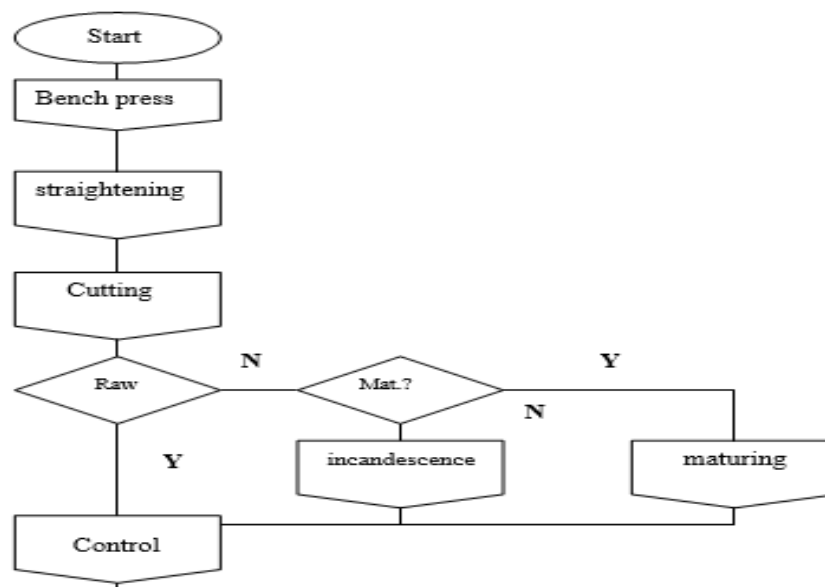 Start
Bench press
straightening
Cutting
Raw
N
Mat.?
Y
N
Y
incandescence
maturing
Control